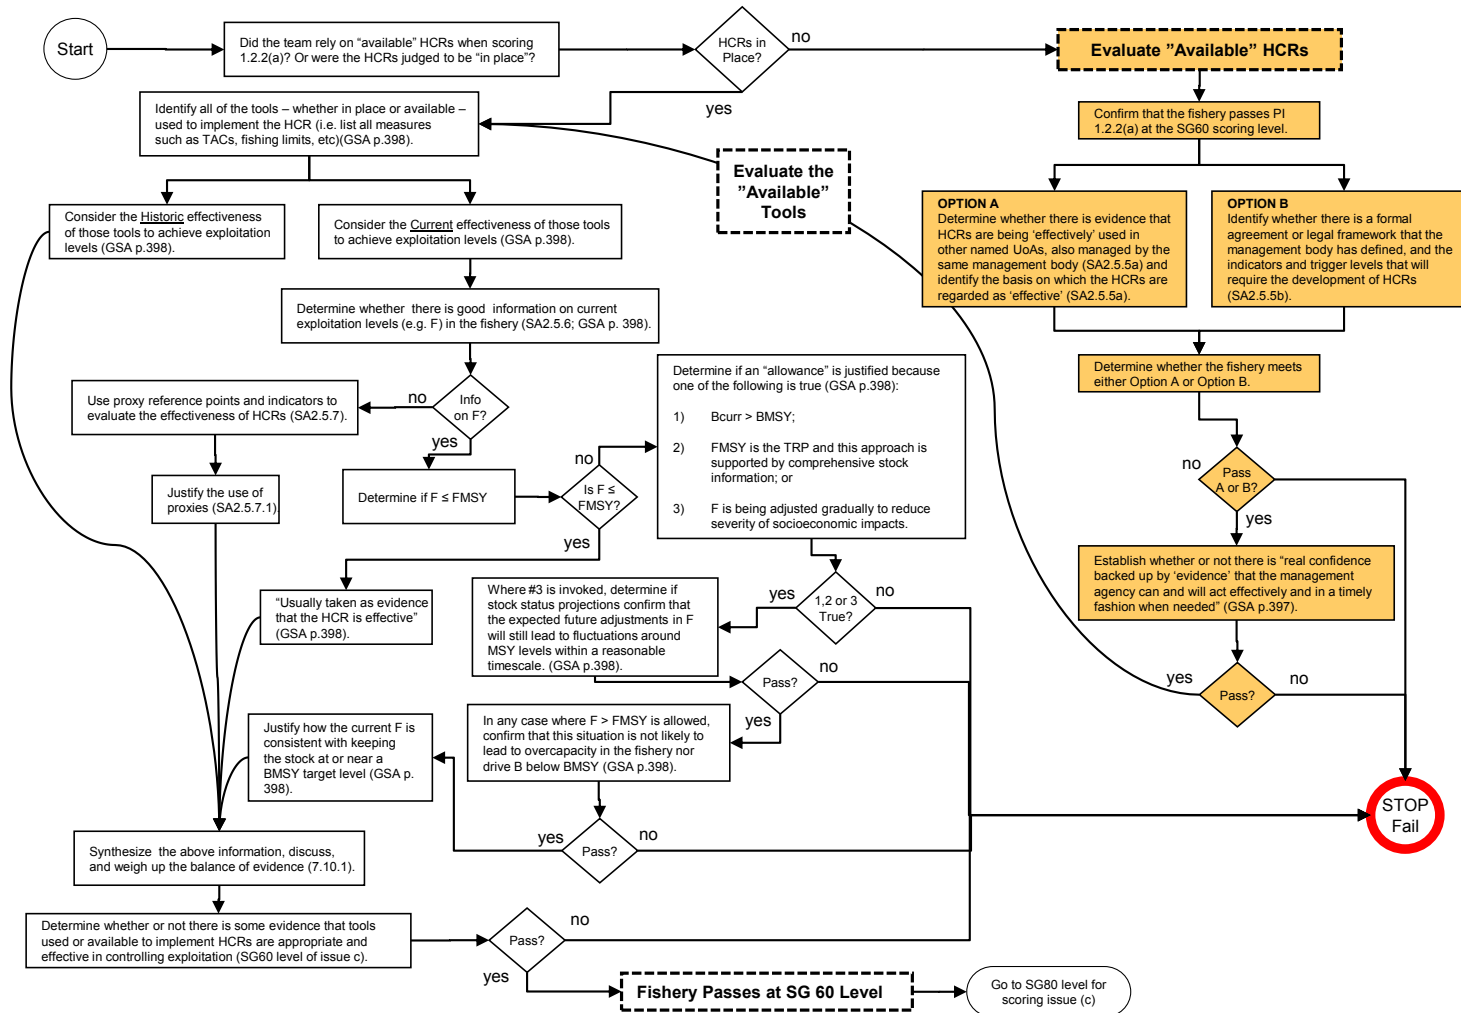 Start
Did the team rely on “available” HCRs when scoring
1.2.2(a)? Or were the HCRs judged to be “in place”?
HCRs in
Place?
no
yes
Evaluate ”Available” HCRs
Confirm that the fishery passes PI
1.2.2(a) at the SG60 scoring level.
OPTION A
Determine whether there is evidence that
HCRs are being ‘effectively’ used in
other named UoAs, also managed by the
same management body (SA2.5.5a) and
identify the basis on which the HCRs are
regarded as ‘effective’ (SA2.5.5a).
OPTION B
Identify whether there is a formal
agreement or legal framework that the
management body has defined, and the
indicators and trigger levels that will
require the development of HCRs
(SA2.5.5b).
Determine whether the fishery meets
either Option A or Option B.
Pass
A or B?
no
yes
Establish whether or not there is “real confidence
backed up by ‘evidence’ that the management
agency can and will act effectively and in a timely
fashion when needed” (GSA p.397).
Pass?
yes
no
STOP
Fail
Evaluate the
”Available”
Tools
Identify all of the tools – whether in place or available –
used to implement the HCR (i.e. list all measures
such as TACs, fishing limits, etc)(GSA p.398).
Consider the Historic effectiveness
of those tools to achieve exploitation
levels (GSA p.398).
Consider the Current effectiveness of those tools
to achieve exploitation levels (GSA p.398).
Determine whether there is good information on current
exploitation levels (e.g. F) in the fishery (SA2.5.6; GSA p. 398).
Info
on F?
no
yes
Use proxy reference points and indicators to
evaluate the effectiveness of HCRs (SA2.5.7).
Justify the use of
proxies (SA2.5.7.1).
Determine if F ≤ FMSY
Is F ≤
FMSY?
no
yes
Determine if an “allowance” is justified because
one of the following is true (GSA p.398):
1) Bcurr > BMSY;
2) FMSY is the TRP and this approach is
supported by comprehensive stock
information; or
3) F is being adjusted gradually to reduce
severity of socioeconomic impacts.
1,2 or 3
True?
yes
no
“Usually taken as evidence
that the HCR is effective”
(GSA p.398).
Where #3 is invoked, determine if
stock status projections confirm that
the expected future adjustments in F
will still lead to fluctuations around
MSY levels within a reasonable
timescale. (GSA p.398).
Pass?
no
yes
In any case where F > FMSY is allowed,
confirm that this situation is not likely to
lead to overcapacity in the fishery nor
drive B below BMSY (GSA p.398).
Pass?
yes
no
Justify how the current F is
consistent with keeping
the stock at or near a
BMSY target level (GSA p.
398).
Synthesize the above information, discuss,
and weigh up the balance of evidence (7.10.1).
Determine whether or not there is some evidence that tools
used or available to implement HCRs are appropriate and
effective in controlling exploitation (SG60 level of issue c).
Pass?
no
yes
Fishery Passes at SG 60 Level
Go to SG80 level for
scoring issue (c)